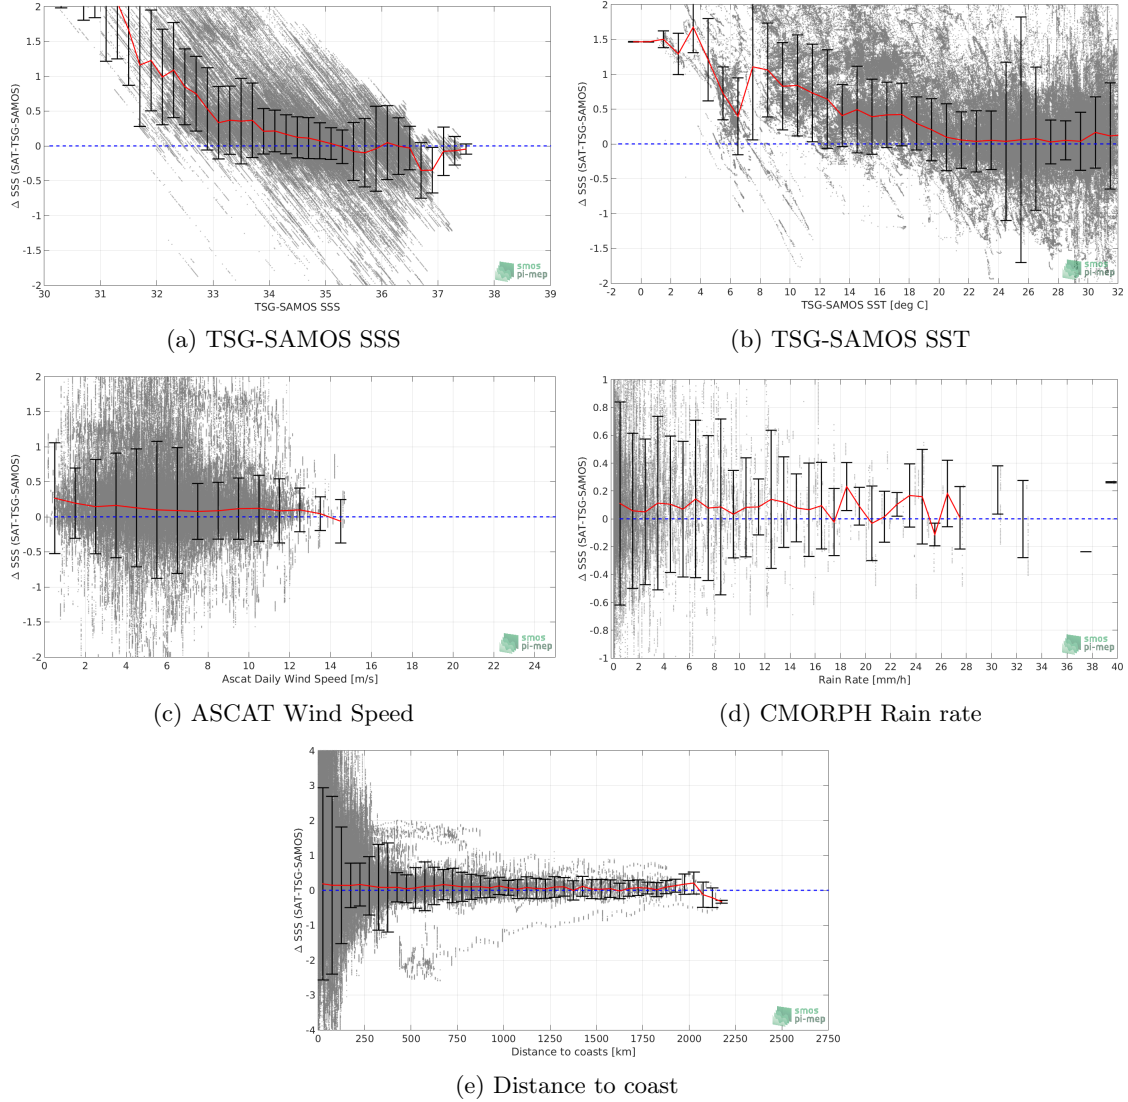 2
1.5
1
0.5
0
-0.5
-1
-1.5
-2
Δ SSS (SAT-TSG-SAMOS)
30 31 32 33 34 35 36 37 38 39
TSG-SAMOS SSS
smos
pi-mep
(a) TSG-SAMOS SSS
2
1.5
1
0.5
0
-0.5
-1
-1.5
-2
Δ SSS (SAT-TSG-SAMOS)
-2 0 2 4 6 8 10 12 14 16 18 20 22 24 26 28 30 32
TSG-SAMOS SST [deg C]
smos
pi-mep
(b) TSG-SAMOS SST
2
1.5
1
0.5
0
-0.5
-1
-1.5
-2
Δ SSS (SAT-TSG-SAMOS)
0 2 4 6 8 10 12 14 16 18 20 22 24
Ascat Daily Wind Speed [m/s]
smos
pi-mep
(c) ASCAT Wind Speed
1
0.8
0.6
0.4
0.2
0
-0.2
-0.4
-0.6
-0.8
-1
Δ SSS (SAT-TSG-SAMOS)
0 2 4 6 8 10 12 14 16 18 20 22 24 26 28 30 32 34 36 38 40
Rain Rate [mm/h]
smos
pi-mep
(d) CMORPH Rain rate
4
3
2
1
0
-1
-2
-3
-4
Δ SSS (SAT-TSG-SAMOS)
0 250 500 750 1000 1250 1500 1750 2000 2250 2500 2750
Distance to coasts [km]
smos
pi-mep
(e) Distance to coast